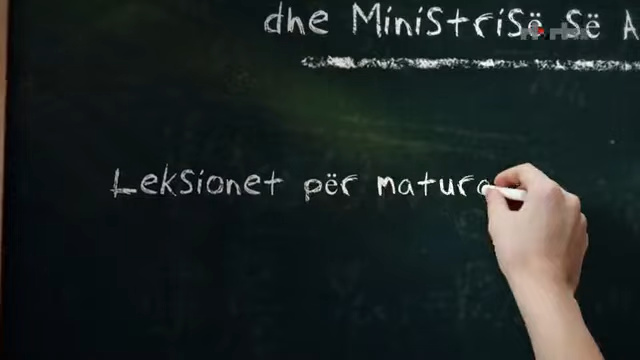 dhe Ministrisë së A
Leksionet për matura